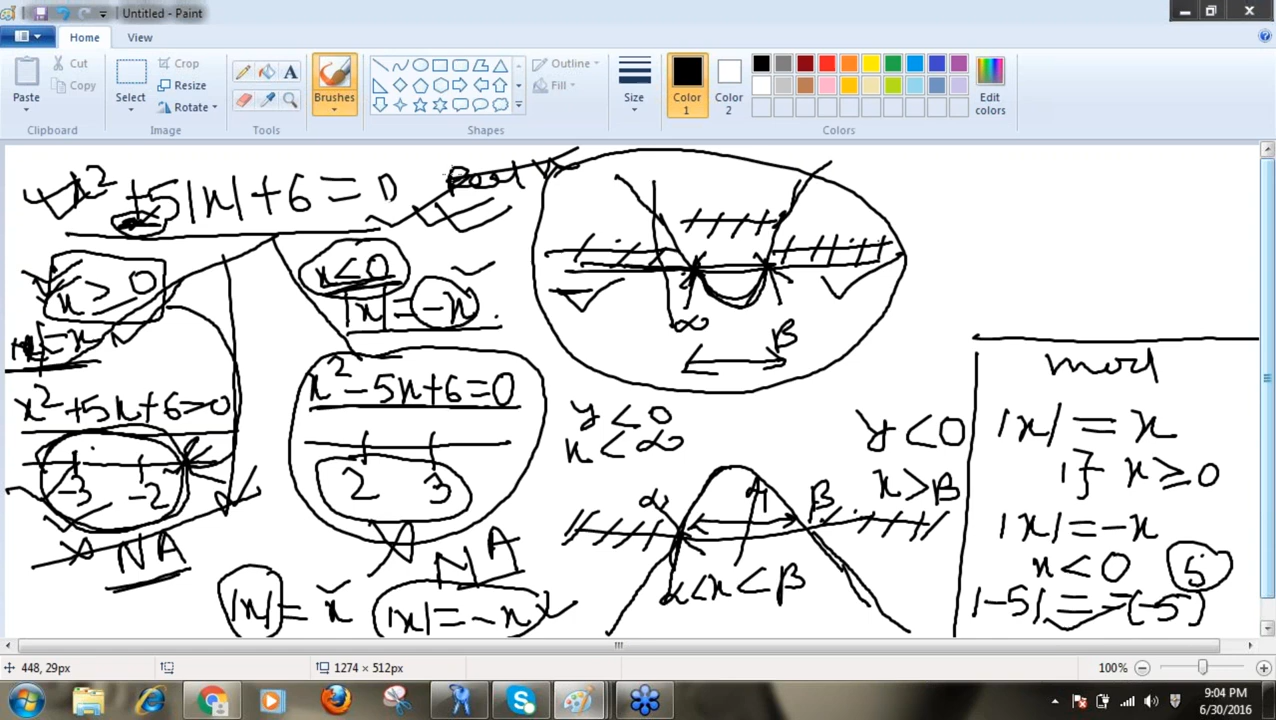 Untitled - Paint
Home View
Paste
Cut
Copy
Clipboard
Select
Crop
Resize
Rotate
Image
Tools
Brushes
Shapes
Outline
Fill
Size
Color 1
Color 2
Edit colors
Colors
x² +5|x| + 6 = 0
x > 0
x² + 5x + 6 = 0
-3 -2
NA
x < 0
|x| = -x
x² - 5x + 6 = 0
2 3
NA
|x| = x
|x| = -x
α β
y < 0
y < 0
x > β
α β
α < x < β
mod
|x| = x
if x ≥ 0
|x| = -x
x < 0
5
|-5| = -(-5)
448, 29px
1274 × 512px
100%
9:04 PM
6/30/2016